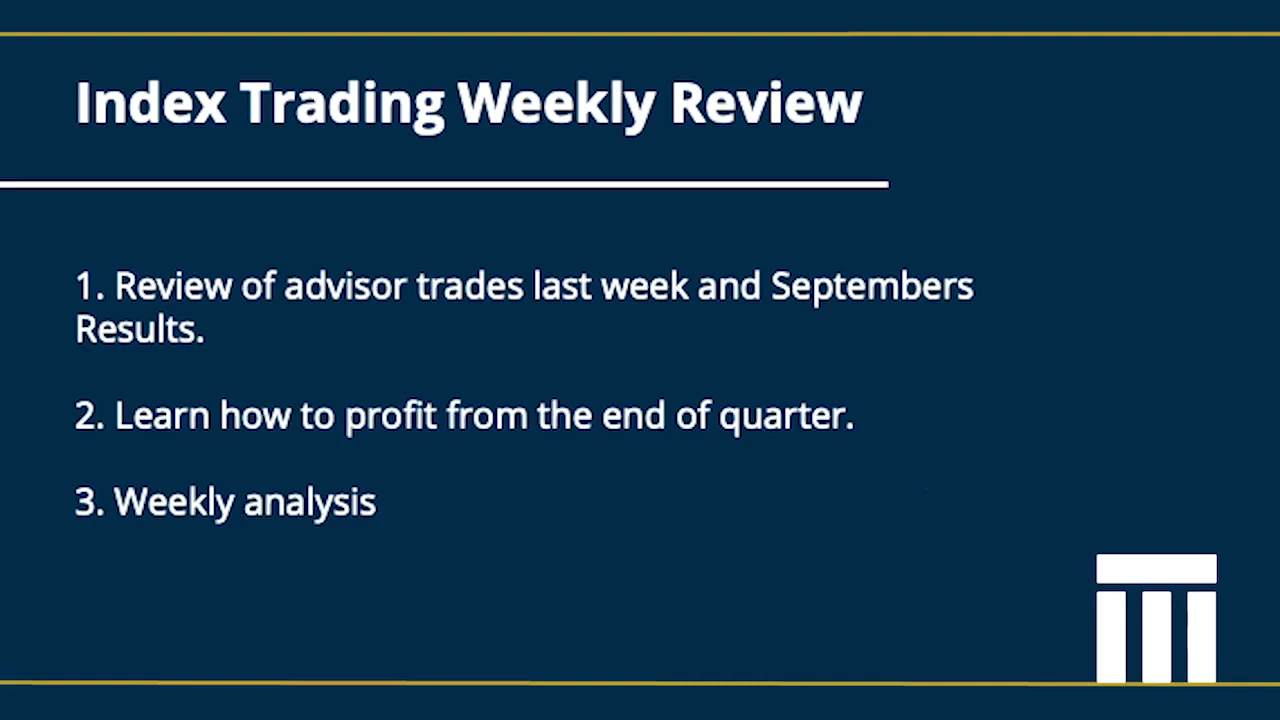 Index Trading Weekly Review
1. Review of advisor trades last week and Septembers
Results.
2. Learn how to profit from the end of quarter.
3. Weekly analysis